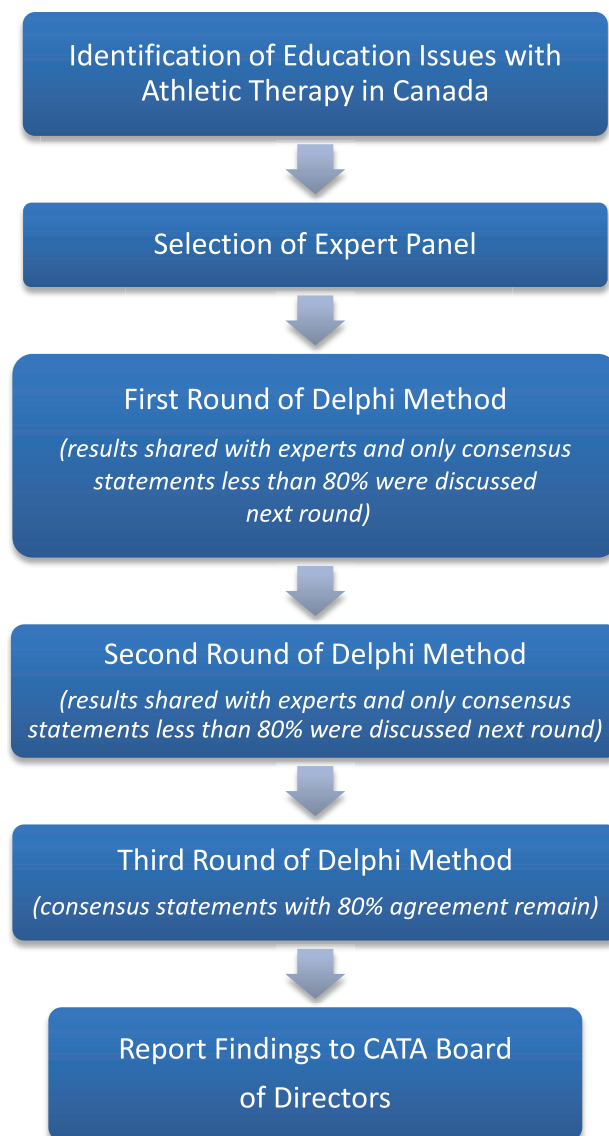 Identification of Education Issues with
Athletic Therapy in Canada
Selection of Expert Panel
First Round of Delphi Method
(results shared with experts and only consensus
statements less than 80% were discussed
next round)
Second Round of Delphi Method
(results shared with experts and only consensus
statements less than 80% were discussed next round)
Third Round of Delphi Method
(consensus statements with 80% agreement remain)
Report Findings to CATA Board
of Directors